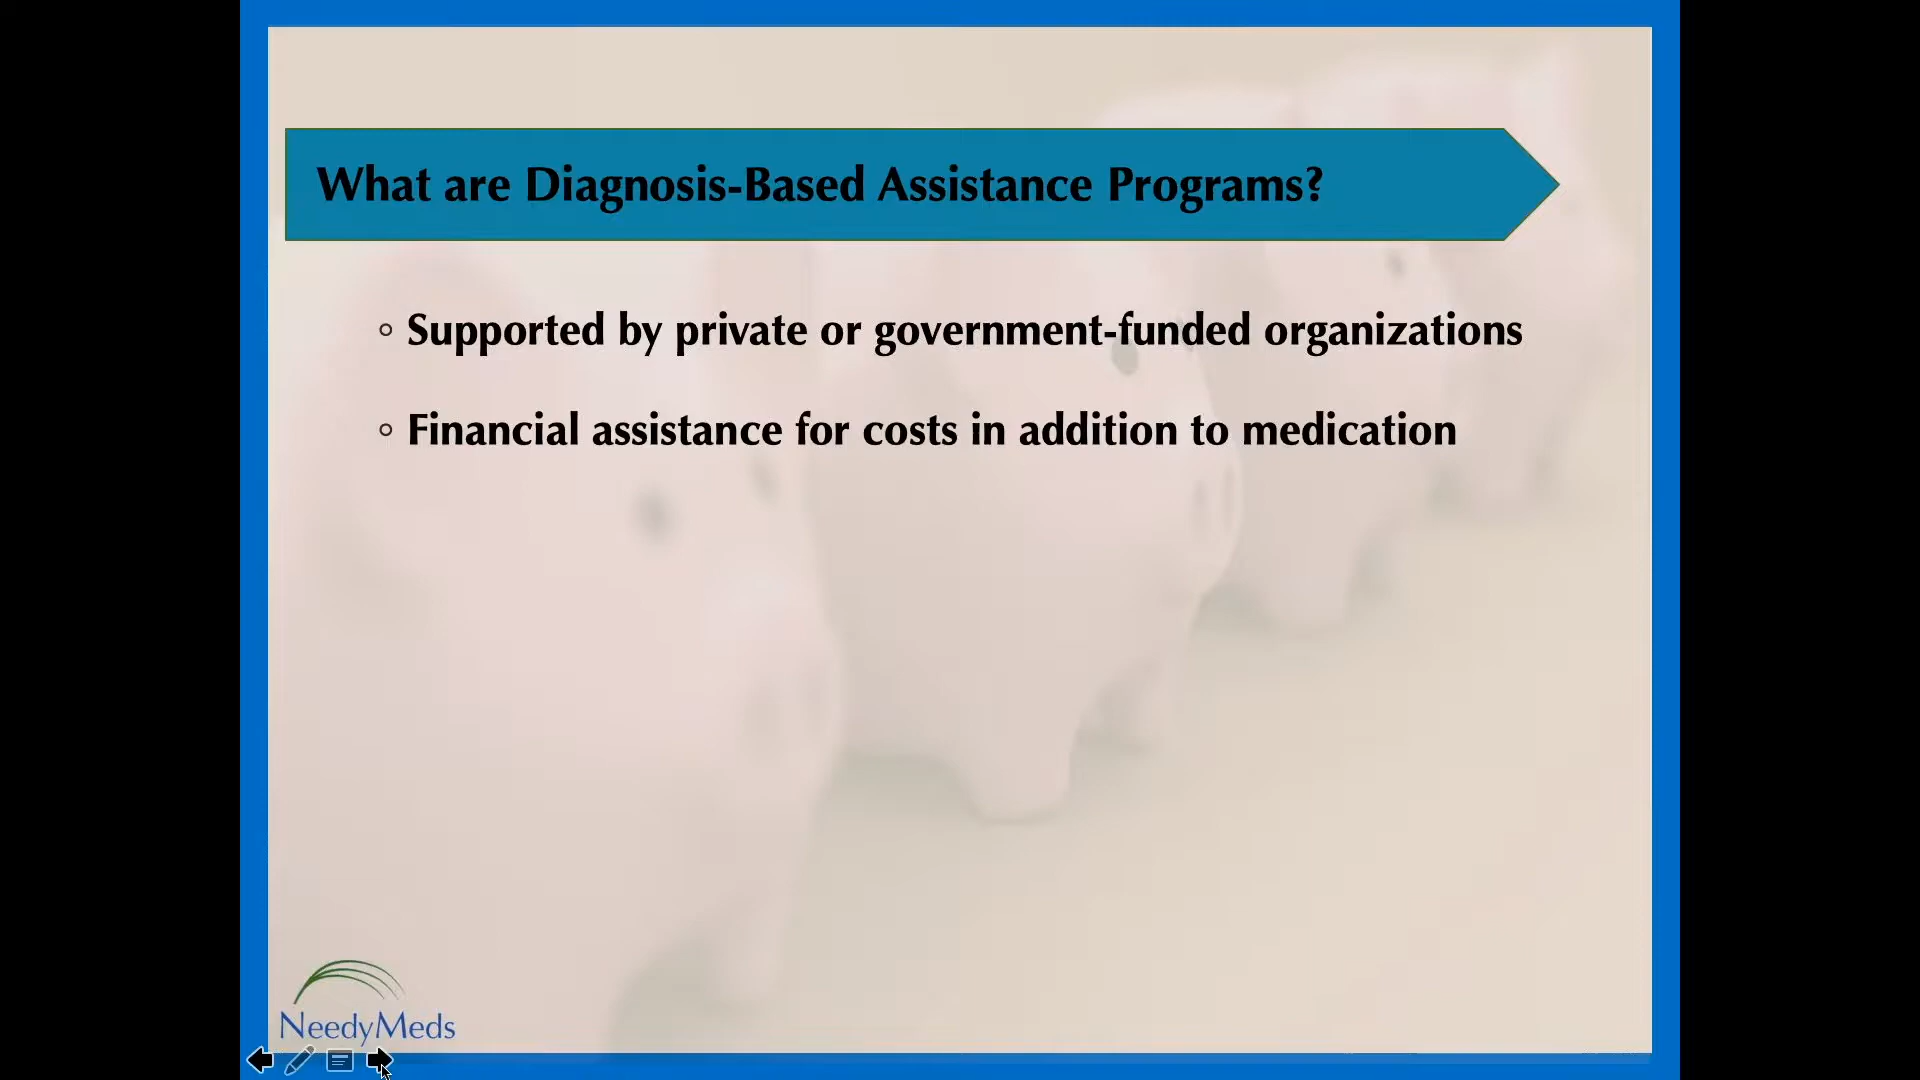 What are Diagnosis-Based Assistance Programs?
Supported by private or government-funded organizations
Financial assistance for costs in addition to medication
NeedyMeds